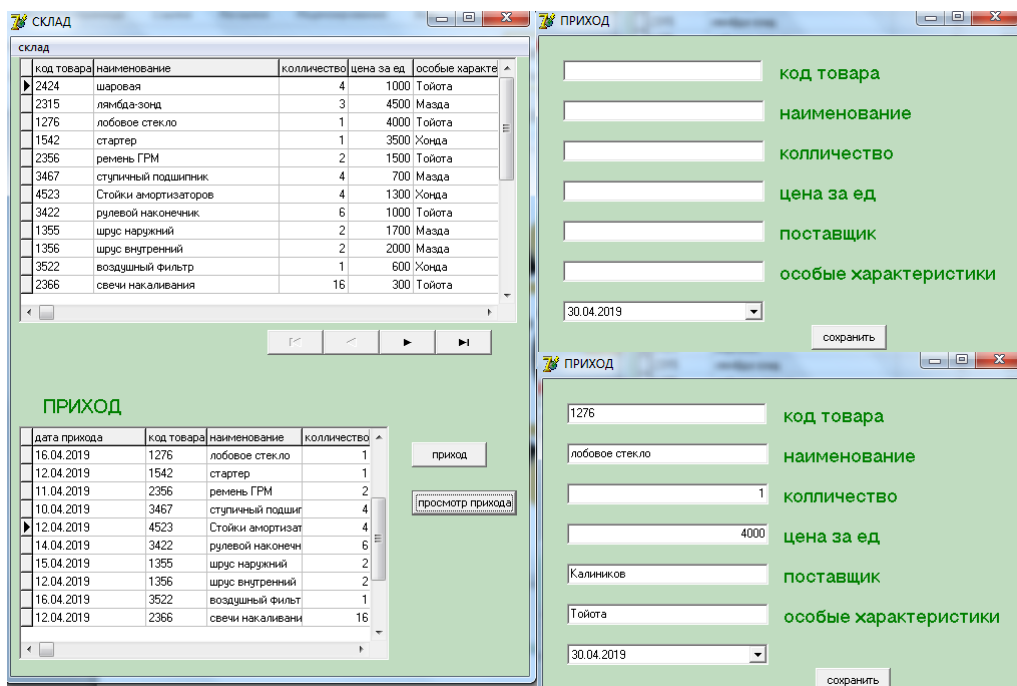 СКЛАД
склад
код товара наименование колличество цена за ед особые характе
2424 шаровая 4 1000 Тойота
2315 лямбда-зонд 3 4500 Мазда
1276 лобовое стекло 1 4000 Тойота
1542 стартер 1 3500 Хонда
2356 ремень ГРМ 2 1500 Тойота
3467 ступичный подшипник 4 700 Мазда
4523 Стойки амортизаторов 4 1300 Хонда
3422 рулевой наконечник 6 1000 Тойота
1355 шрус наружний 2 1700 Мазда
1356 шрус внутренний 2 2000 Мазда
3522 воздушный фильтр 1 600 Хонда
2366 свечи накаливания 16 300 Тойота
ПРИХОД
дата прихода код товара наименование колличество
16.04.2019 1276 лобовое стекло 1
12.04.2019 1542 стартер 1
11.04.2019 2356 ремень ГРМ 2
10.04.2019 3467 ступичный подшиг 4
12.04.2019 4523 Стойки амортизат 4
14.04.2019 3422 рулевой наконечн 6
15.04.2019 1355 шрус наружний 2
12.04.2019 1356 шрус внутренний 2
16.04.2019 3522 воздушный фильт 1
12.04.2019 2366 свечи накаливани 16
приход
просмотр прихода
ПРИХОД
код товара
наименование
колличество
цена за ед
поставщик
особые характеристики
30.04.2019
сохранить
ПРИХОД
1276 код товара
лобовое стекло наименование
1 колличество
4000 цена за ед
Калиников поставщик
Тойота особые характеристики
30.04.2019
сохранить